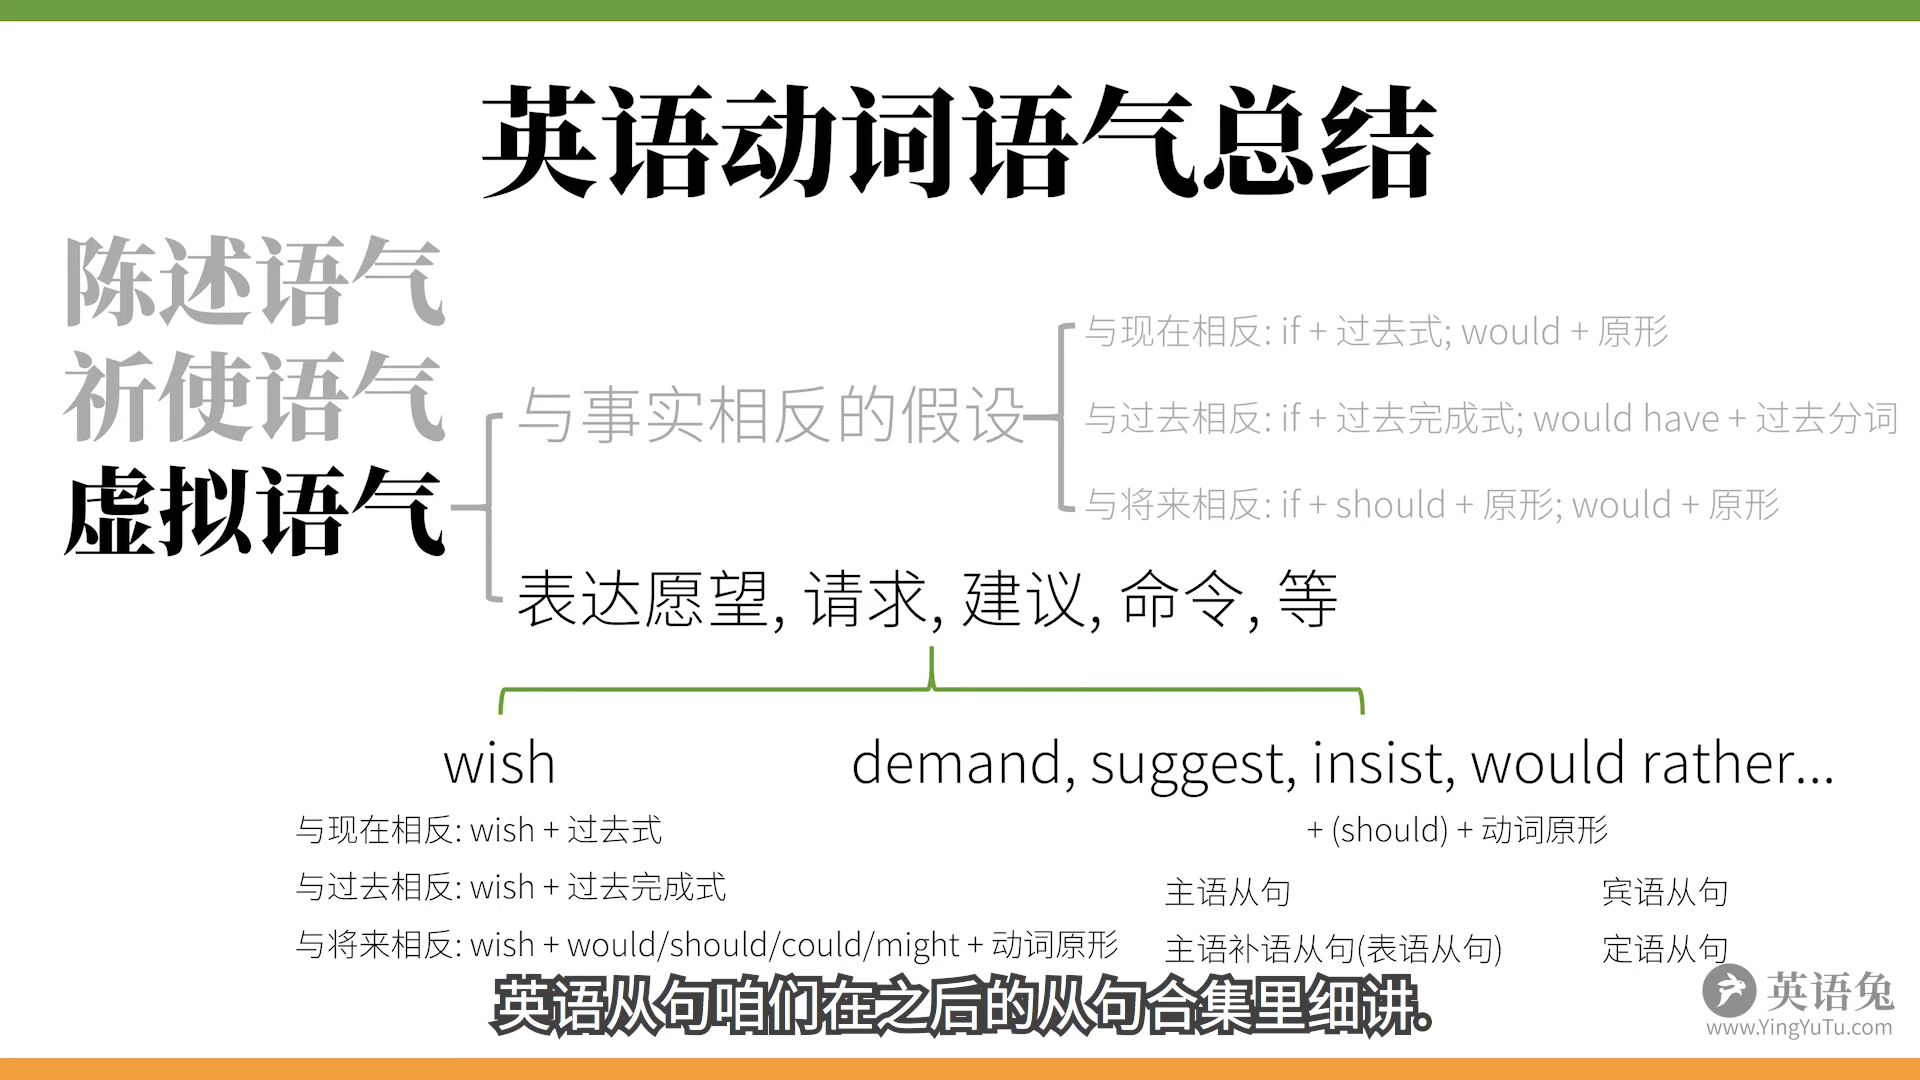 英语动词语气总结
陈述语气
祈使语气
虚拟语气
与事实相反的假设
与现在相反: if + 过去式; would + 原形
与过去相反: if + 过去完成式; would have + 过去分词
与将来相反: if + should + 原形; would + 原形
表达愿望, 请求, 建议, 命令, 等
wish
与现在相反: wish + 过去式
与过去相反: wish + 过去完成式
与将来相反: wish + would/should/could/might + 动词原形
demand, suggest, insist, would rather...
+ (should) + 动词原形
主语从句
宾语从句
主语补语从句(表语从句)
定语从句
英语从句咱们在之后的从句合集里细讲.
英语兔
www.YingYuTu.com